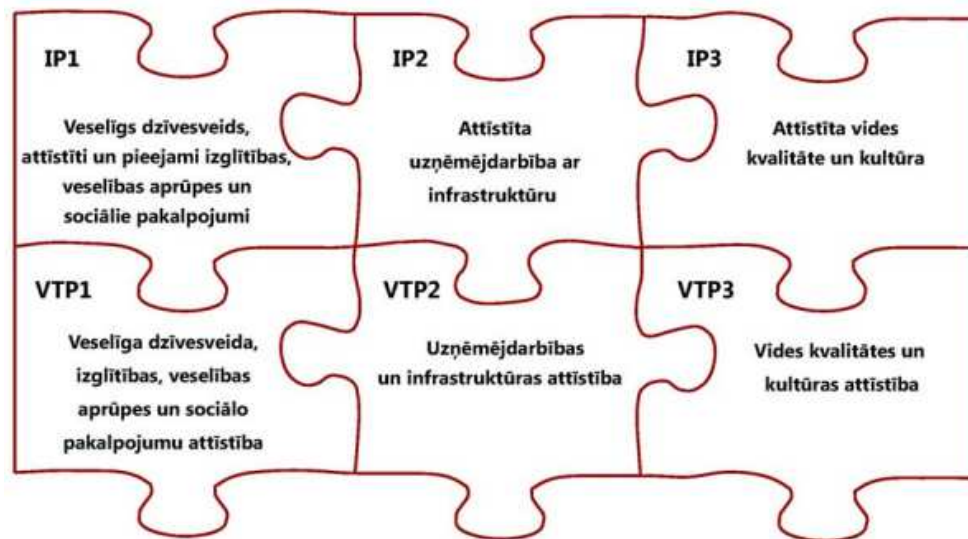 IP1
Veselīgs dzīvesveids,
attīstīti un pieejami izglītības,
veselības aprūpes un
sociālie pakalpojumi
IP2
Attīstīta
uzņēmējdarbība ar
infrastruktūru
IP3
Attīstīta vides
kvalitāte un kultūra
VTP1
Veselīga dzīvesveida,
izglītības, veselības
aprūpes un sociālo
pakalpojumu attīstība
VTP2
Uzņēmējdarbības
un infrastruktūras attīstība
VTP3
Vides kvalitātes un
kultūras attīstība